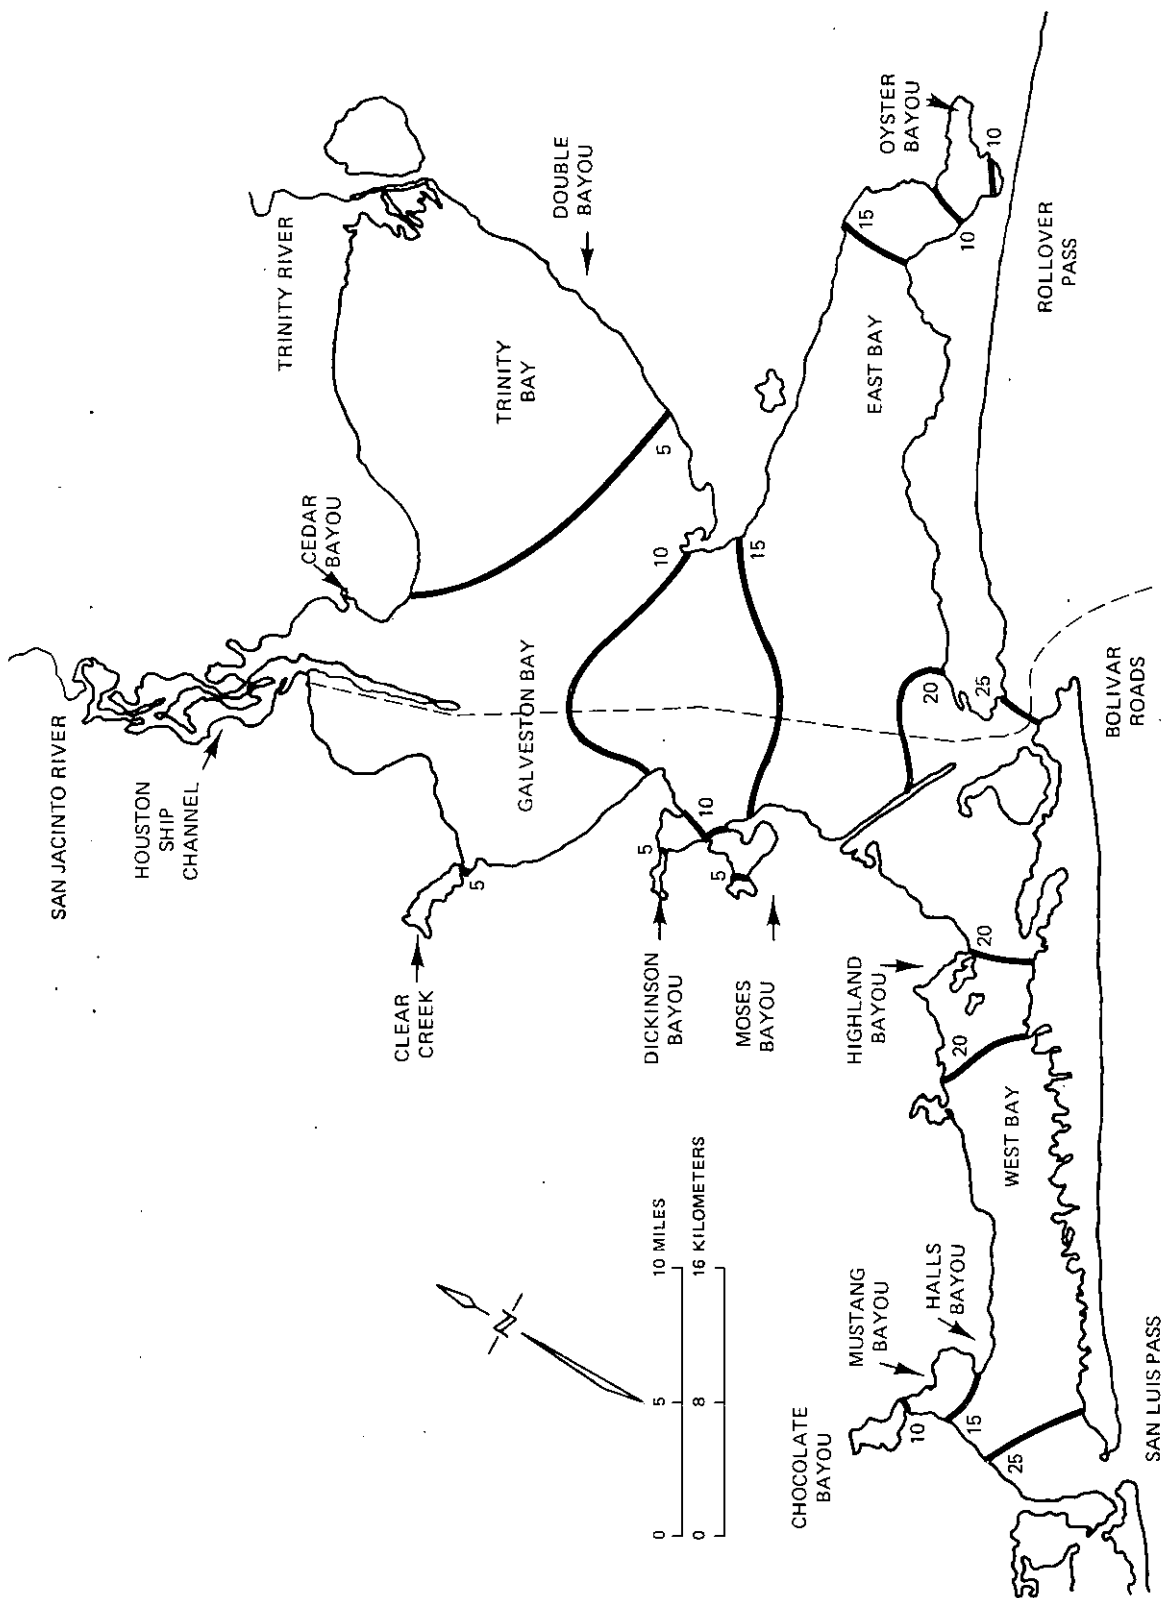 SAN JACINTO RIVER
HOUSTON
SHIP
CHANNEL
CEDAR
BAYOU
TRINITY RIVER
TRINITY
BAY
DOUBLE
BAYOU
OYSTER
BAYOU
10
10
15
EAST BAY
ROLLOVER
PASS
5
10
15
GALVESTON BAY
CLEAR
CREEK
5
DICKINSON
BAYOU
5
10
MOSES
BAYOU
5
20
25
BOLIVAR
ROADS
HIGHLAND
BAYOU
20
20
WEST BAY
N
0 5 10 MILES
0 8 16 KILOMETERS
MUSTANG
BAYOU
HALLS
BAYOU
CHOCOLATE
BAYOU
10
15
25
SAN LUIS PASS